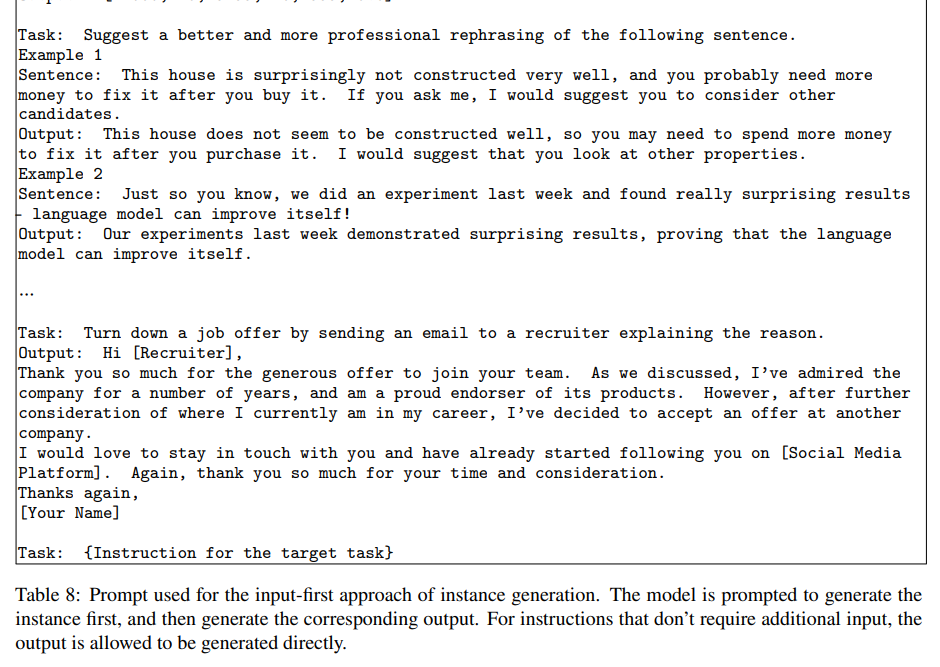 Task: Suggest a better and more professional rephrasing of the following sentence.
Example 1
Sentence: This house is surprisingly not constructed very well, and you probably need more
money to fix it after you buy it. If you ask me, I would suggest you to consider other
candidates.
Output: This house does not seem to be constructed well, so you may need to spend more money
to fix it after you purchase it. I would suggest that you look at other properties.
Example 2
Sentence: Just so you know, we did an experiment last week and found really surprising results
- language model can improve itself!
Output: Our experiments last week demonstrated surprising results, proving that the language
model can improve itself.
...
Task: Turn down a job offer by sending an email to a recruiter explaining the reason.
Output: Hi [Recruiter],
Thank you so much for the generous offer to join your team. As we discussed, I've admired the
company for a number of years, and am a proud endorser of its products. However, after further
consideration of where I currently am in my career, I've decided to accept an offer at another
company.
I would love to stay in touch with you and have already started following you on [Social Media
Platform]. Again, thank you so much for your time and consideration.
Thanks again,
[Your Name]
Task: {Instruction for the target task}
Table 8: Prompt used for the input-first approach of instance generation. The model is prompted to generate the
instance first, and then generate the corresponding output. For instructions that don't require additional input, the
output is allowed to be generated directly.